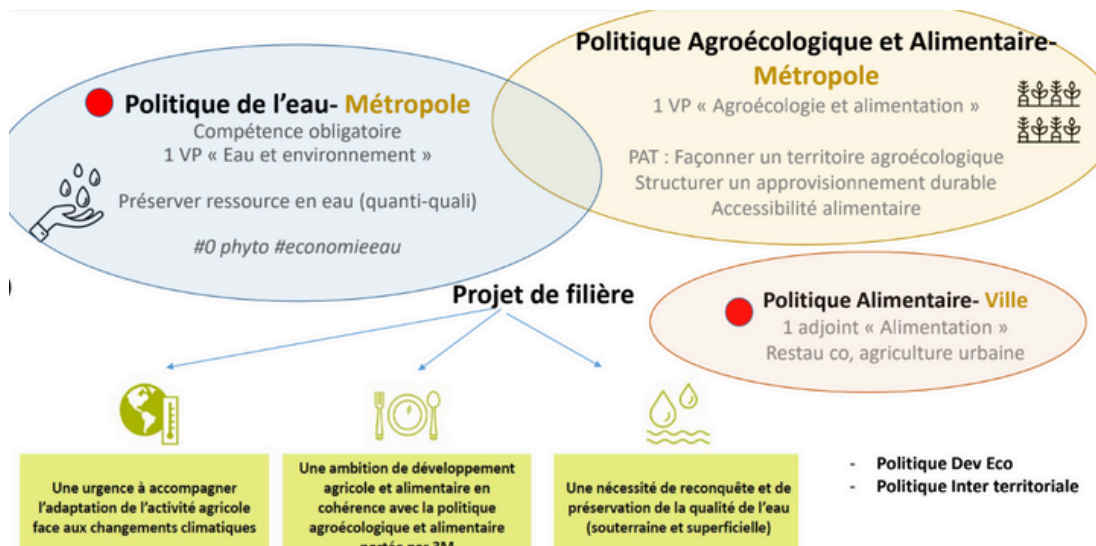 Politique de l'eau- Métropole
Compétence obligatoire
1 VP « Eau et environnement »
Préserver ressource en eau (quanti-quali)
#0 phyto #economieeau
Politique Agroécologique et Alimentaire-
Métropole
1 VP « Agroécologie et alimentation »
PAT : Façonner un territoire agroécologique
Structurer un approvisionnement durable
Accessibilité alimentaire
Projet de filière
Politique Alimentaire- Ville
1 adjoint « Alimentation »
Restau co, agriculture urbaine
Une urgence à accompagner
l'adaptation de l'activité agricole
face aux changements climatiques
Une ambition de développement
agricole et alimentaire en
cohérence avec la politique
agroécologique et alimentaire
portée par 3M
Une nécessité de reconquête et de
préservation de la qualité de l'eau
(souterraine et superficielle)
- Politique Dev Eco
- Politique Inter territoriale